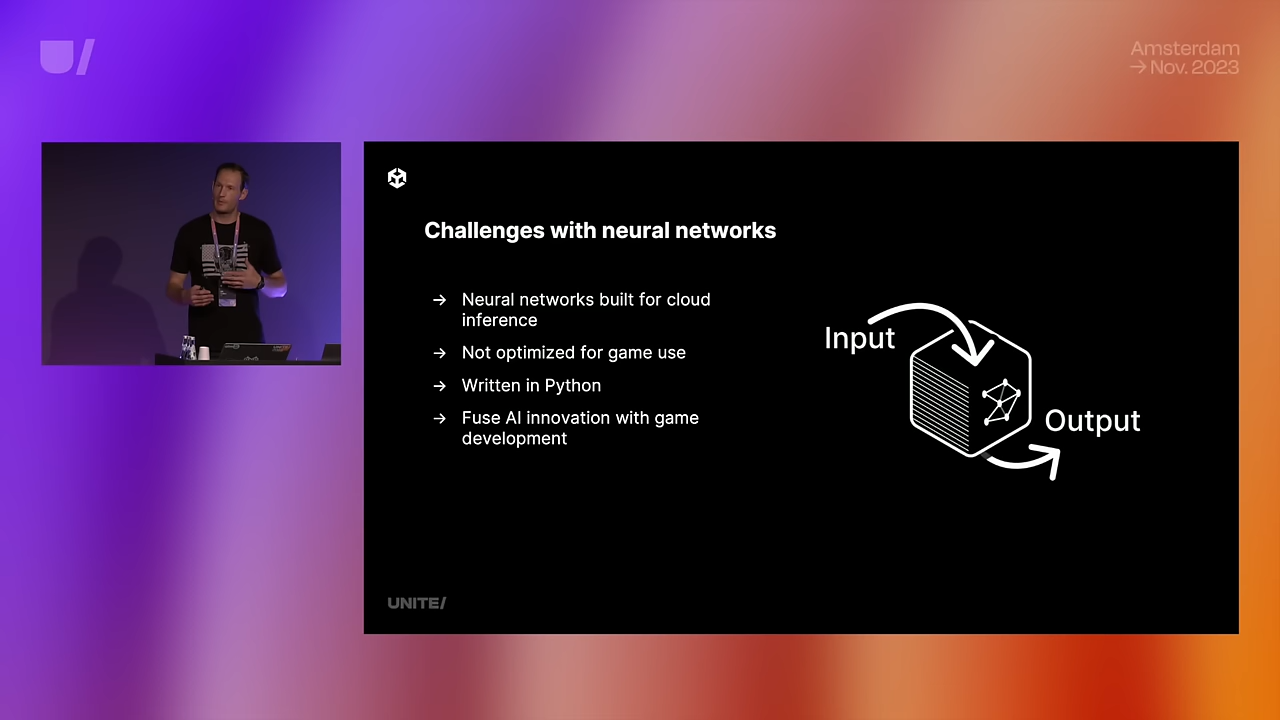 U/
Amsterdam
→ Nov. 2023
Challenges with neural networks
→ Neural networks built for cloud
inference
→ Not optimized for game use
→ Written in Python
→ Fuse AI innovation with game
development
Input
Output
UNITE/